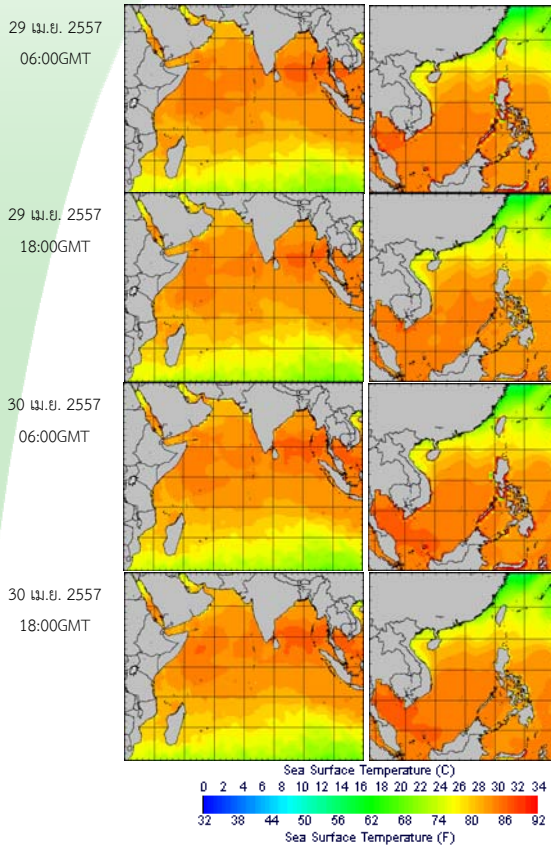 29 เม.ย. 2557
06:00GMT
29 เม.ย. 2557
18:00GMT
30 เม.ย. 2557
06:00GMT
30 เม.ย. 2557
18:00GMT
Sea Surface Temperature (C)
0 2 4 6 8 10 12 14 16 18 20 22 24 26 28 30 32 34
32 38 44 50 56 62 68 74 80 86 92
Sea Surface Temperature (F)